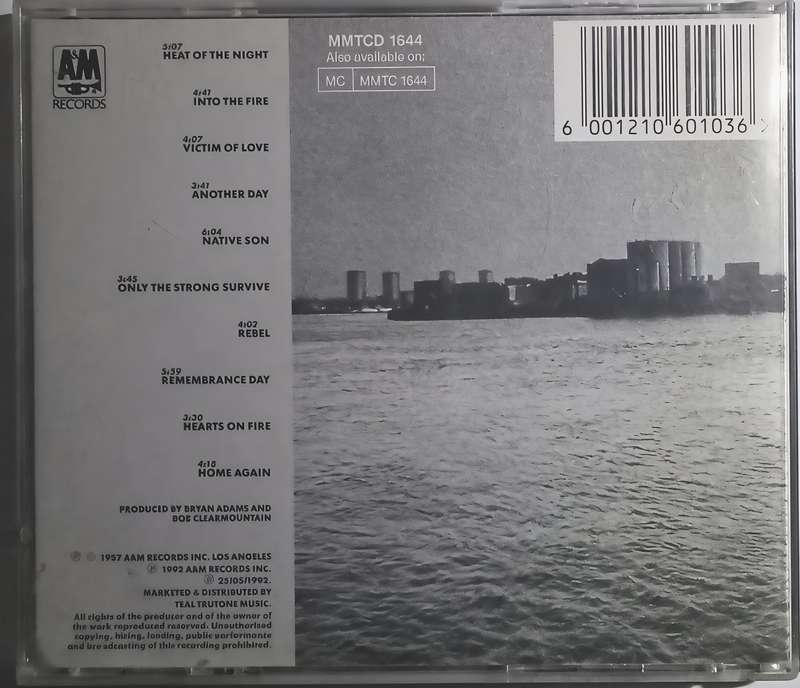 A&M
RECORDS
5:07
HEAT OF THE NIGHT
4:41
INTO THE FIRE
4:07
VICTIM OF LOVE
3:41
ANOTHER DAY
6:04
NATIVE SON
3:45
ONLY THE STRONG SURVIVE
4:02
REBEL
5:59
REMEMBRANCE DAY
3:30
HEARTS ON FIRE
4:18
HOME AGAIN
PRODUCED BY BRYAN ADAMS AND
BOB CLEARMOUNTAIN
℗ © 1957 A&M RECORDS INC. LOS ANGELES
℗ 1992 A&M RECORDS INC.
℗ 25/05/1992.
MARKETED & DISTRIBUTED BY
TEAL TRUTONE MUSIC.
All rights of the producer and of the owner of
the work reproduced reserved. Unauthorised
copying, hiring, lending, public performance
and broadcasting of this recording prohibited.
MMTCD 1644
Also available on:
MC MMTC 1644
6 001210 601036 >